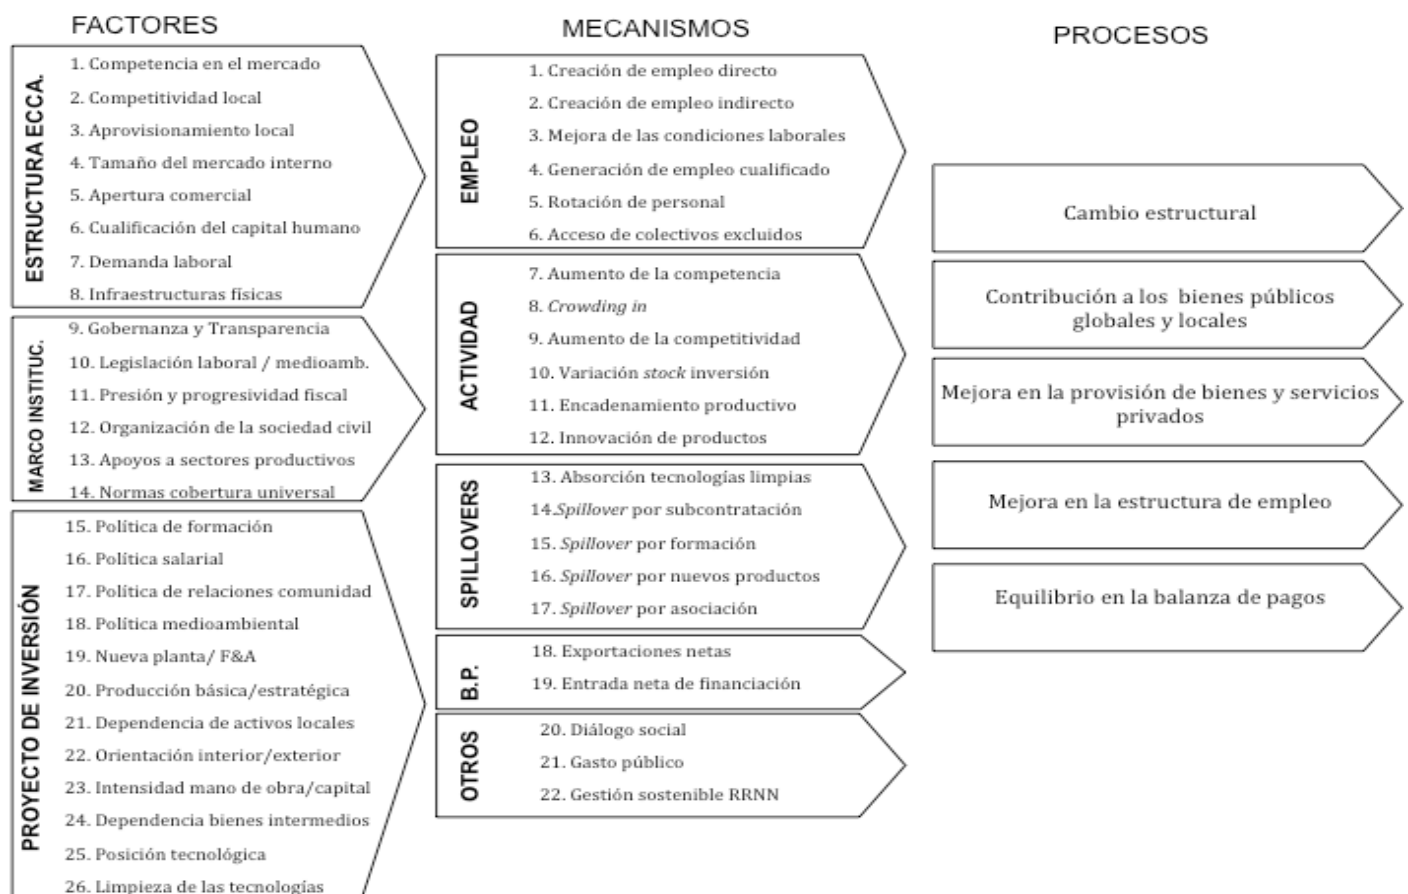 FACTORES
ESTRUCTURA ECCA.
1. Competencia en el mercado
2. Competitividad local
3. Aprovisionamiento local
4. Tamaño del mercado interno
5. Apertura comercial
6. Cualificación del capital humano
7. Demanda laboral
8. Infraestructuras físicas
MARCO INSTITUC.
9. Gobernanza y Transparencia
10. Legislación laboral / medioamb.
11. Presión y progresividad fiscal
12. Organización de la sociedad civil
13. Apoyos a sectores productivos
14. Normas cobertura universal
PROYECTO DE INVERSIÓN
15. Política de formación
16. Política salarial
17. Política de relaciones comunidad
18. Política medioambiental
19. Nueva planta/ F&A
20. Producción básica/estratégica
21. Dependencia de activos locales
22. Orientación interior/exterior
23. Intensidad mano de obra/capital
24. Dependencia bienes intermedios
25. Posición tecnológica
26. Limpieza de las tecnologías
MECANISMOS
EMPLEO
1. Creación de empleo directo
2. Creación de empleo indirecto
3. Mejora de las condiciones laborales
4. Generación de empleo cualificado
5. Rotación de personal
6. Acceso de colectivos excluidos
ACTIVIDAD
7. Aumento de la competencia
8. Crowding in
9. Aumento de la competitividad
10. Variación stock inversión
11. Encadenamiento productivo
12. Innovación de productos
SPILLOVERS
13. Absorción tecnologías limpias
14.Spillover por subcontratación
15. Spillover por formación
16. Spillover por nuevos productos
17. Spillover por asociación
B.P.
18. Exportaciones netas
19. Entrada neta de financiación
OTROS
20. Diálogo social
21. Gasto público
22. Gestión sostenible RRNN
PROCESOS
Cambio estructural
Contribución a los bienes públicos
globales y locales
Mejora en la provisión de bienes y servicios
privados
Mejora en la estructura de empleo
Equilibrio en la balanza de pagos